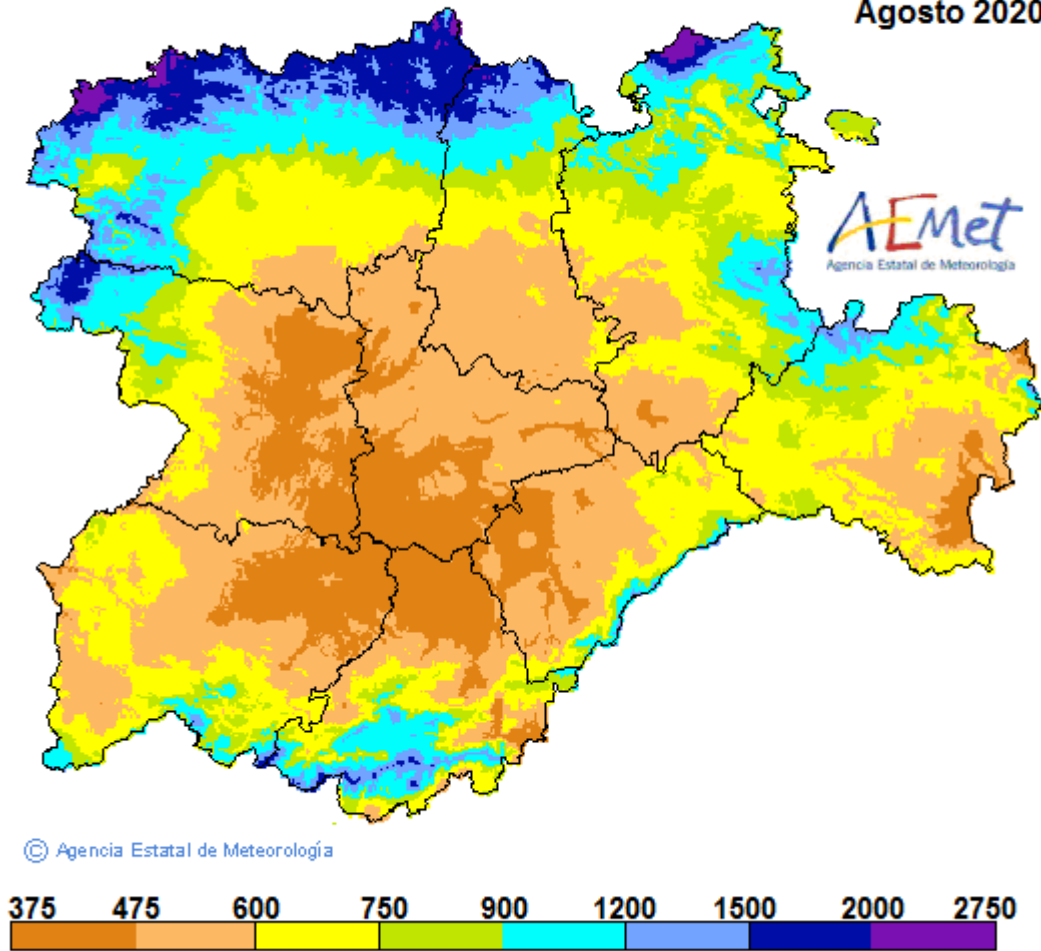 Agosto 2020
AEMet
Agencia Estatal de Meteorología
© Agencia Estatal de Meteorología
375 475 600 750 900 1200 1500 2000 2750